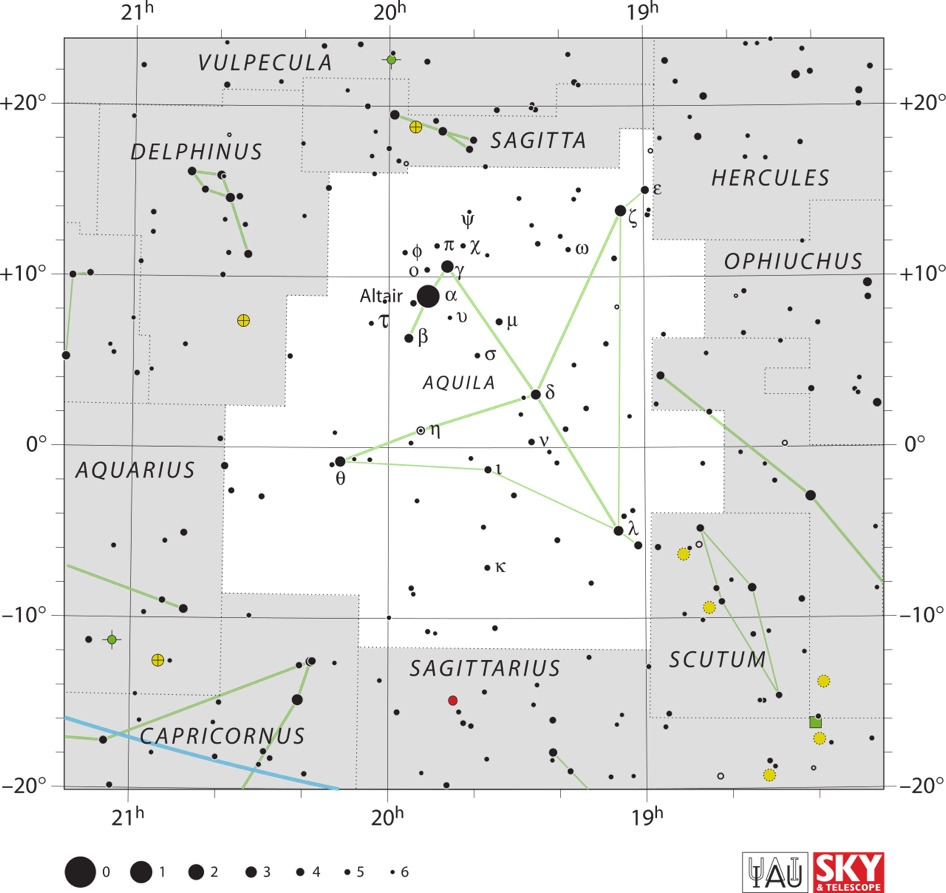 21h 20h 19h
VULPECULA
+20° +20°
SAGITTA
DELPHINUS
HERCULES
ε
ζ
ψ
ω
φ π χ
OPHIUCHUS
+10° ο γ +10°
Altair α
τ υ μ
β
σ
AQUILA
δ
η ν
0° 0°
AQUARIUS
θ ι
λ
κ
-10° -10°
SCUTUM
SAGITTARIUS
CAPRICORNUS
-20° -20°
21h 20h 19h
0 1 2 3 4 5 6
IAU
SKY
& TELESCOPE